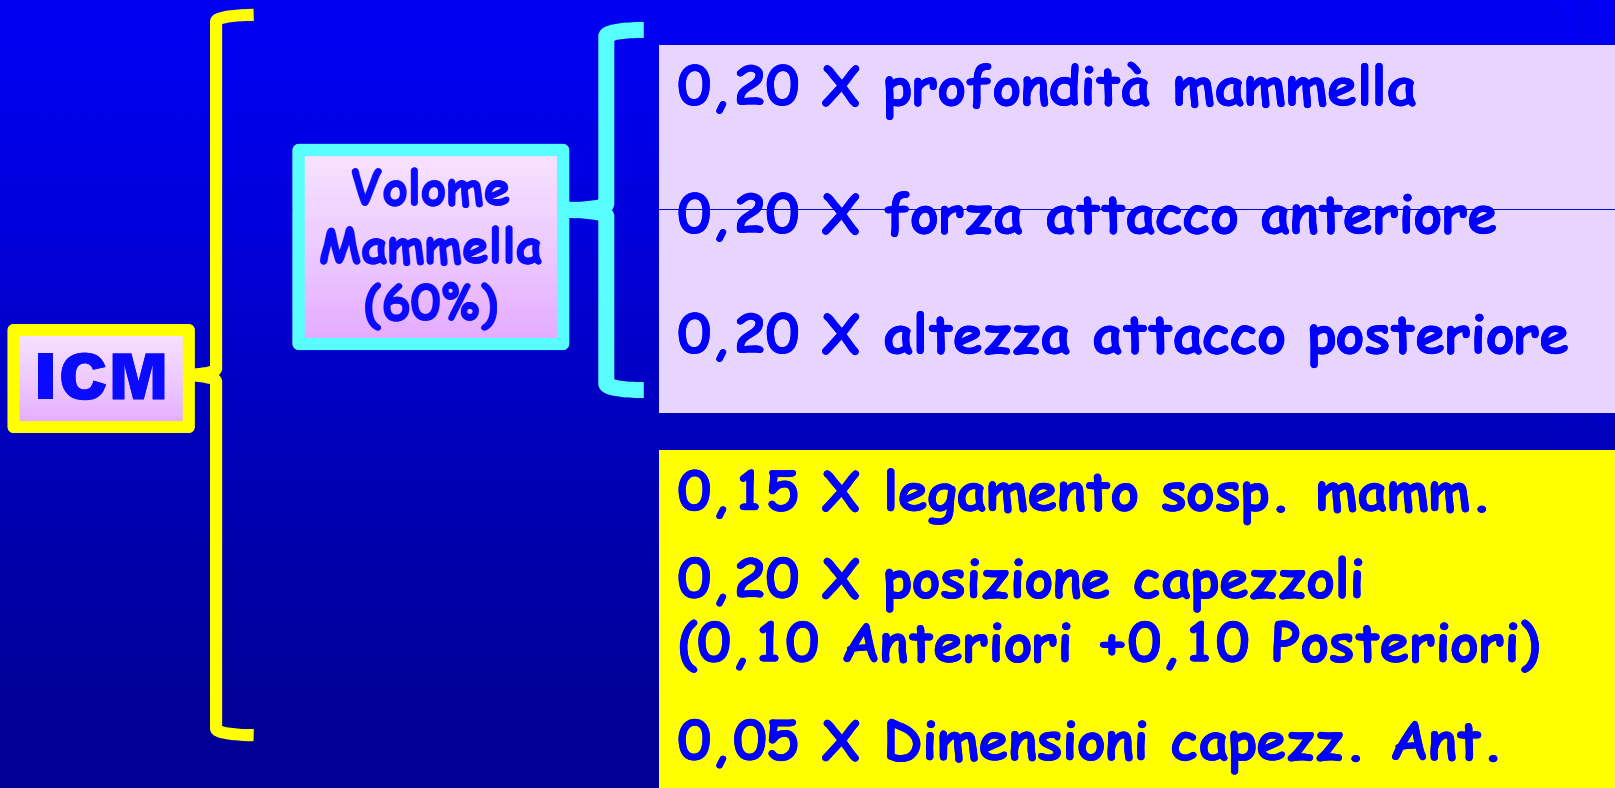 ICM
Volome
Mammella
(60%)
0,20 X profondità mammella
0,20 X forza attacco anteriore
0,20 X altezza attacco posteriore
0,15 X legamento sosp. mamm.
0,20 X posizione capezzoli
(0,10 Anteriori +0,10 Posteriori)
0,05 X Dimensioni capezz. Ant.